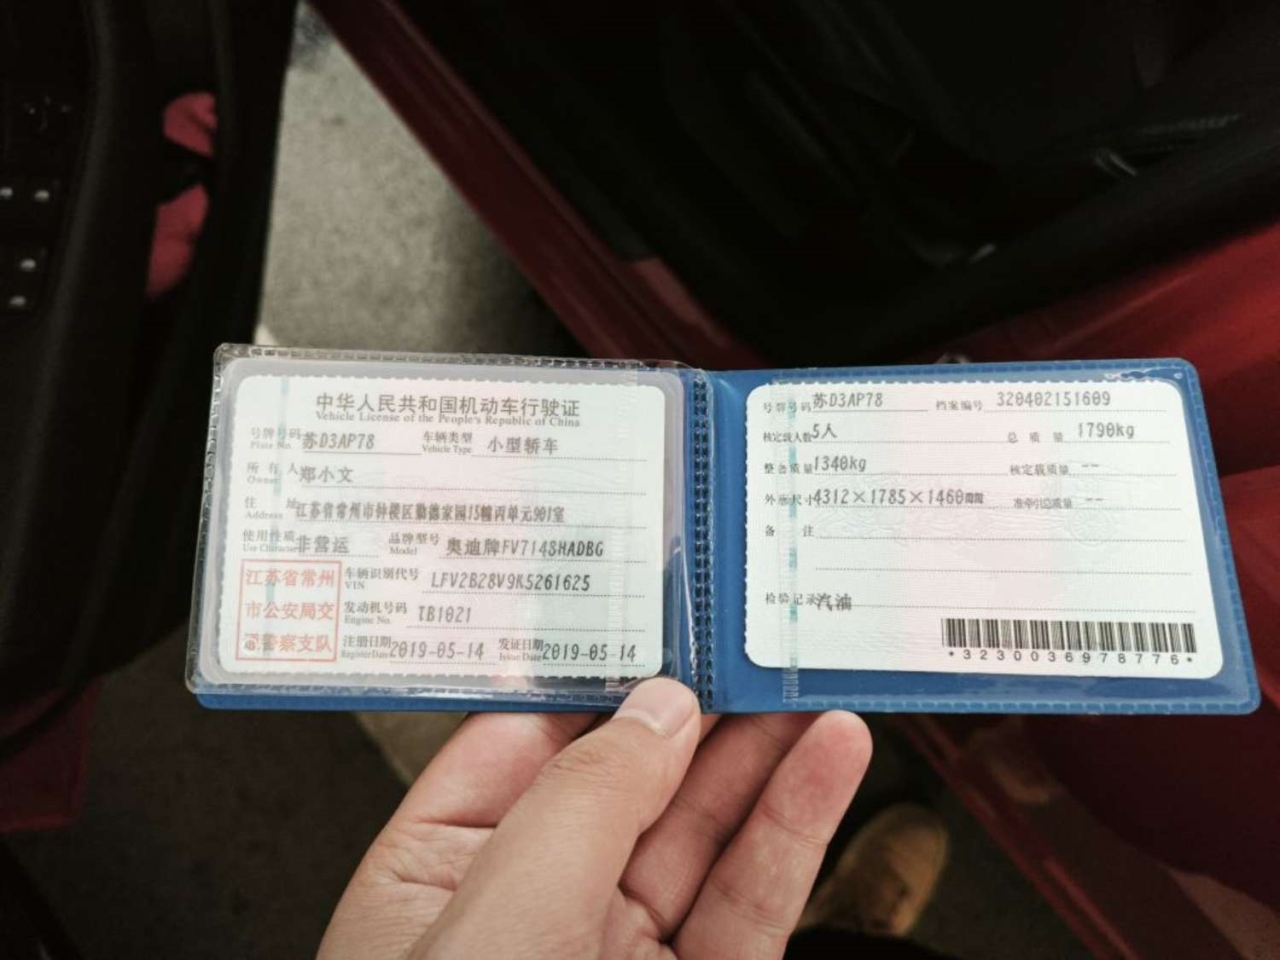 中华人民共和国机动车行驶证
Vehicle License of the People's Republic of China
号牌号码 Plate No. 苏D3AP78 车辆类型 Vehicle Type 小型轿车
所有人 Owner 郑小文
住址 Address 江苏省常州市钟楼区勤德家园15幢丙单元901室
使用性质 Use Character 非营运 品牌型号 Model 奥迪牌FV7148HADBG
车辆识别代号 VIN LFV2B28V9K5261625
发动机号码 Engine No. TB1021
注册日期 Register Date 2019-05-14 发证日期 Issue Date 2019-05-14
江苏省常州
市公安局交
通警察支队
号牌号码 苏D3AP78 档案编号 320402151609
核定载人数 5人 总质量 1790kg
整备质量 1340kg 核定载质量 --
外廓尺寸 4312×1785×1460mm 准牵引总质量 --
备注
检验记录 汽油
*3230036978776*